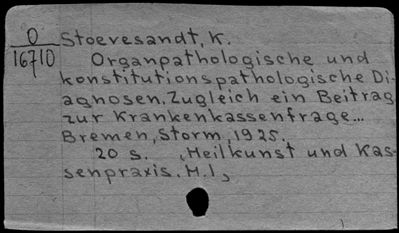 O
16710
Stoevesandt, K.
Organpathologische und
konstitutionspathologische Di-
agnosen. Zugleich ein Beitrag
zur Krankenkassenfrage...
Bremen, Storm, 1925.
20 s. , Heilkunst und Kas-
senpraxis. H. 1,